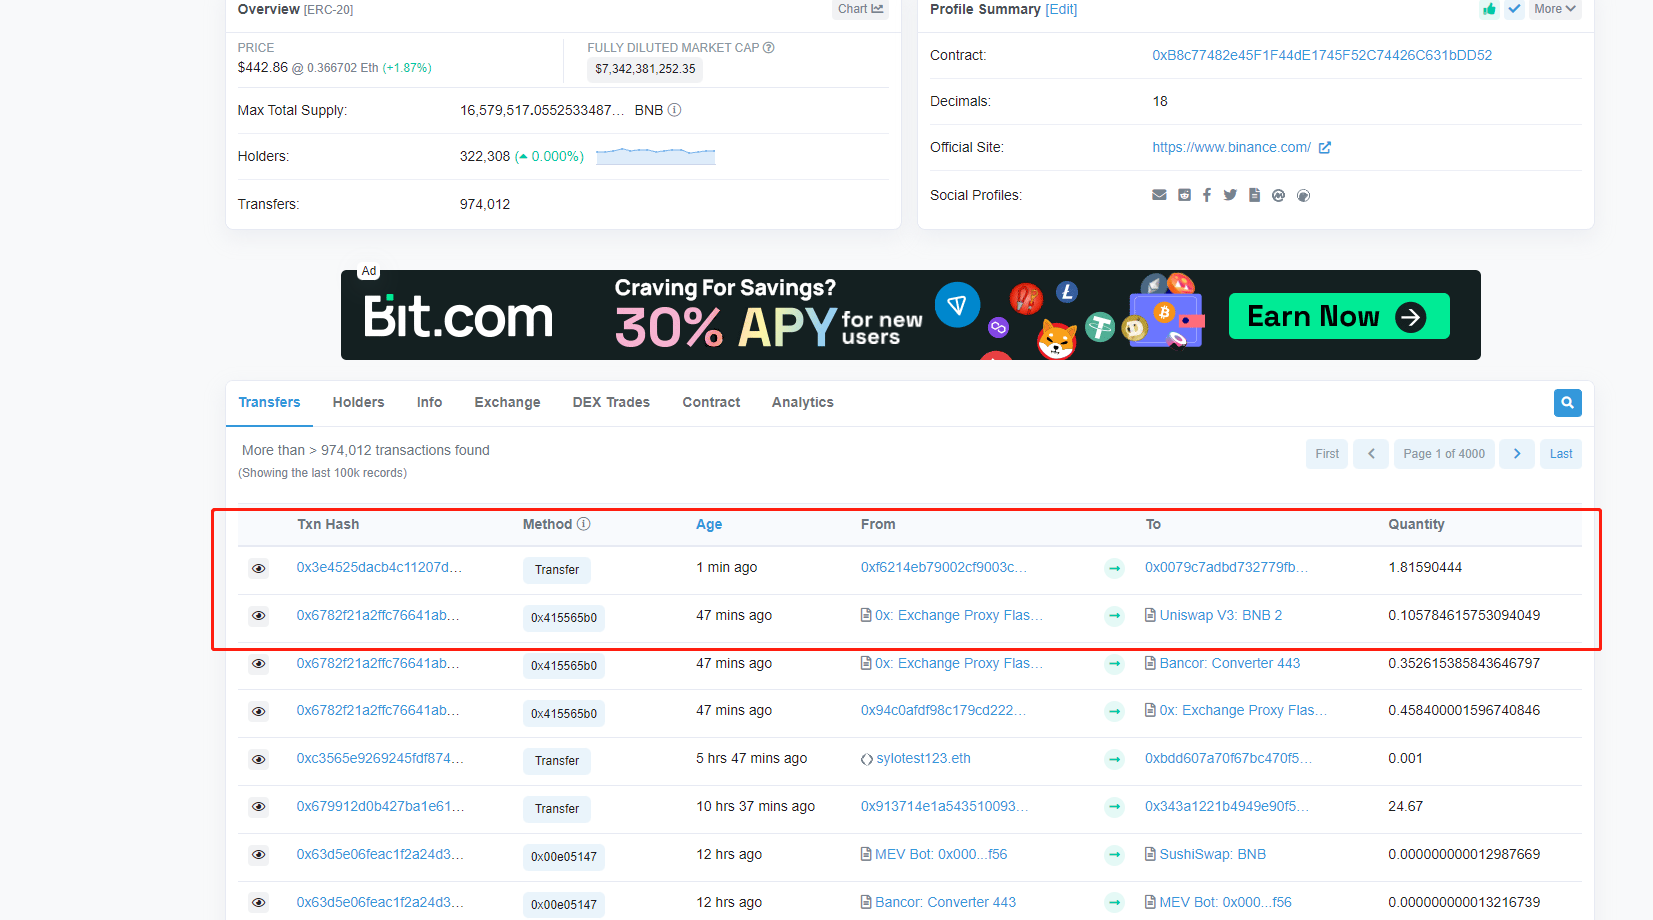 Overview [ERC-20]
Chart
PRICE
$442.86 @ 0.366702 Eth (+1.87%)
FULLY DILUTED MARKET CAP
$7,342,381,252.35
Max Total Supply:
16,579,517.0552533487... BNB
Holders:
322,308 (0.000%)
Transfers:
974,012
Profile Summary [Edit]
More
Contract:
0xB8c77482e45F1F44dE1745F52C74426C631bDD52
Decimals:
18
Official Site:
https://www.binance.com/
Social Profiles:
Ad
Bit.com
Craving For Savings?
30% APY for new users
Earn Now
Transfers Holders Info Exchange DEX Trades Contract Analytics
More than > 974,012 transactions found
(Showing the last 100k records)
First Page 1 of 4000 Last
Txn Hash Method Age From To Quantity
0x3e4525dacb4c11207d... Transfer 1 min ago 0xf6214eb79002cf9003c... 0x0079c7adbd732779fb... 1.81590444
0x6782f21a2ffc76641ab... 0x415565b0 47 mins ago 0x: Exchange Proxy Flas... Uniswap V3: BNB 2 0.105784615753094049
0x6782f21a2ffc76641ab... 0x415565b0 47 mins ago 0x: Exchange Proxy Flas... Bancor: Converter 443 0.352615385843646797
0x6782f21a2ffc76641ab... 0x415565b0 47 mins ago 0x94c0afdf98c179cd222... 0x: Exchange Proxy Flas... 0.458400001596740846
0xc3565e9269245fdf874... Transfer 5 hrs 47 mins ago sylotest123.eth 0xbdd607a70f67bc470f5... 0.001
0x679912d0b427ba1e61... Transfer 10 hrs 37 mins ago 0x913714e1a543510093... 0x343a1221b4949e90f5... 24.67
0x63d5e06feac1f2a24d3... 0x00e05147 12 hrs ago MEV Bot: 0x000...f56 SushiSwap: BNB 0.000000000012987669
0x63d5e06feac1f2a24d3... 0x00e05147 12 hrs ago Bancor: Converter 443 MEV Bot: 0x000...f56 0.000000000013216739